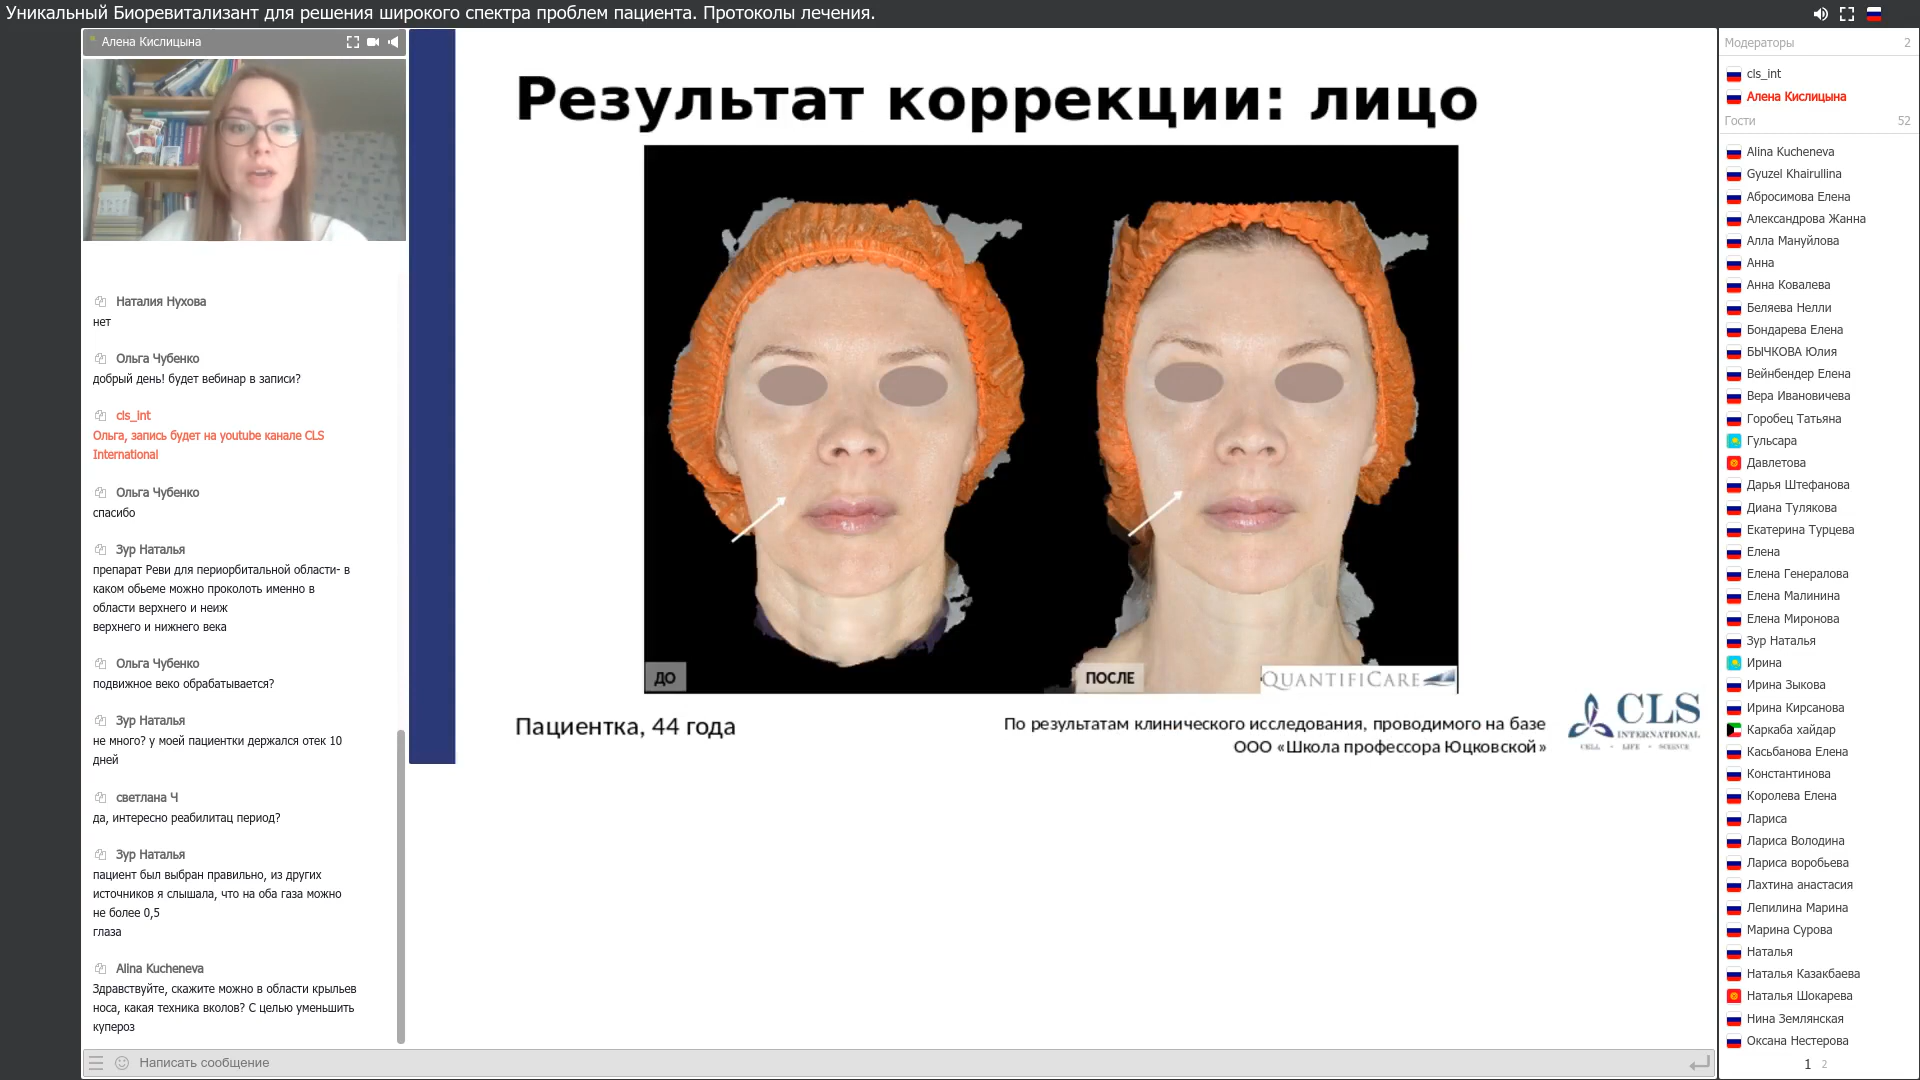 Уникальный Биоревитализант для решения широкого спектра проблем пациента. Протоколы лечения.
Алена Кислицына
Наталия Нухова
нет
Ольга Чубенко
добрый день! будет вебинар в записи?
cls_int
Ольга, запись будет на youtube канале CLS
International
Ольга Чубенко
спасибо
Зур Наталья
препарат Реви для периорбитальной области- в
каком обьеме можно проколоть именно в
области верхнего и неиж
верхнего и нижнего века
Ольга Чубенко
подвижное веко обрабатывается?
Зур Наталья
не много? у моей пациентки держался отек 10
дней
светлана Ч
да, интересно реабилитац период?
Зур Наталья
пациент был выбран правильно, из других
источников я слышала, что на оба газа можно
не более 0,5
глаза
Alina Kucheneva
Здравствуйте, скажите можно в области крыльев
носа, какая техника вколов? С целью уменьшить
купероз
Написать сообщение
Результат коррекции: лицо
ДО
ПОСЛЕ
QUANTIFICARE
Пациентка, 44 года
По результатам клинического исследования, проводимого на базе
ООО «Школа профессора Юцковской»
CLS
INTERNATIONAL
CELL - LIFE - SCIENCE
Модераторы 2
cls_int
Алена Кислицына
Гости 52
Alina Kucheneva
Gyuzel Khairullina
Абросимова Елена
Александрова Жанна
Алла Мануйлова
Анна
Анна Ковалева
Беляева Нелли
Бондарева Елена
БЫЧКОВА Юлия
Вейнбендер Елена
Вера Ивановичева
Горобец Татьяна
Гульсара
Давлетова
Дарья Штефанова
Диана Тулякова
Екатерина Турцева
Елена
Елена Генералова
Елена Малинина
Елена Миронова
Зур Наталья
Ирина
Ирина Зыкова
Ирина Кирсанова
Каркаба хайдар
Касьбанова Елена
Константинова
Королева Елена
Лариса
Лариса Володина
Лариса воробьева
Лахтина анастасия
Лепилина Марина
Марина Сурова
Наталья
Наталья Казакбаева
Наталья Шокарева
Нина Землянская
Оксана Нестерова
1 2